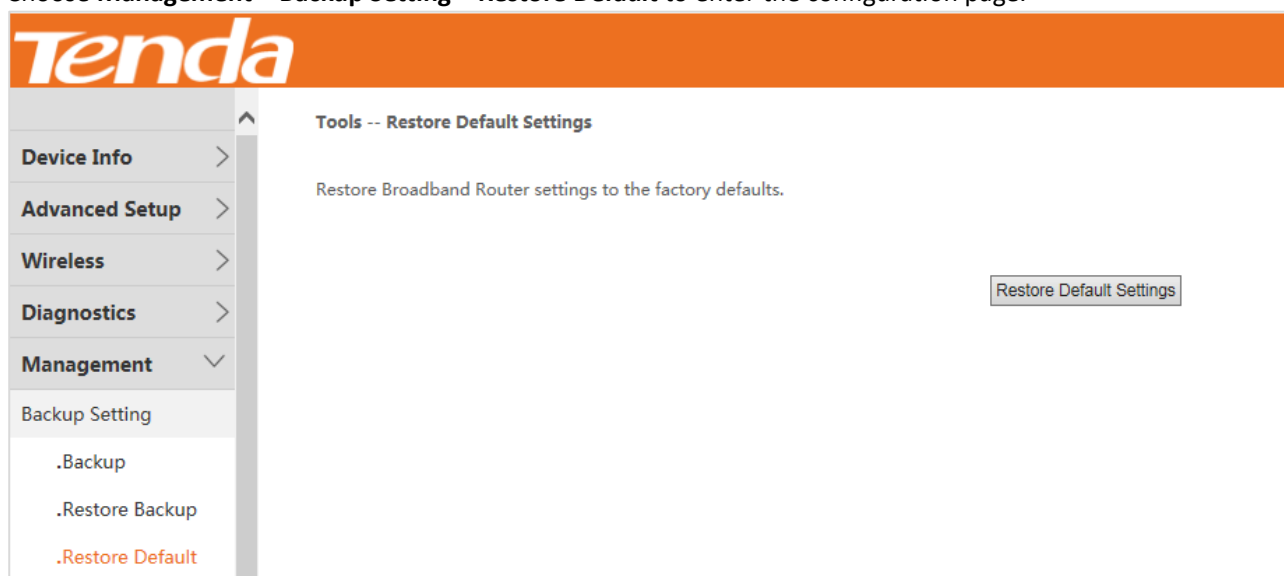 Choose Management > Backup Setting > Restore Default to enter the configuration page.
Tenda
Device Info
Advanced Setup
Wireless
Diagnostics
Management
Backup Setting
.Backup
.Restore Backup
.Restore Default
Tools -- Restore Default Settings
Restore Broadband Router settings to the factory defaults.
Restore Default Settings